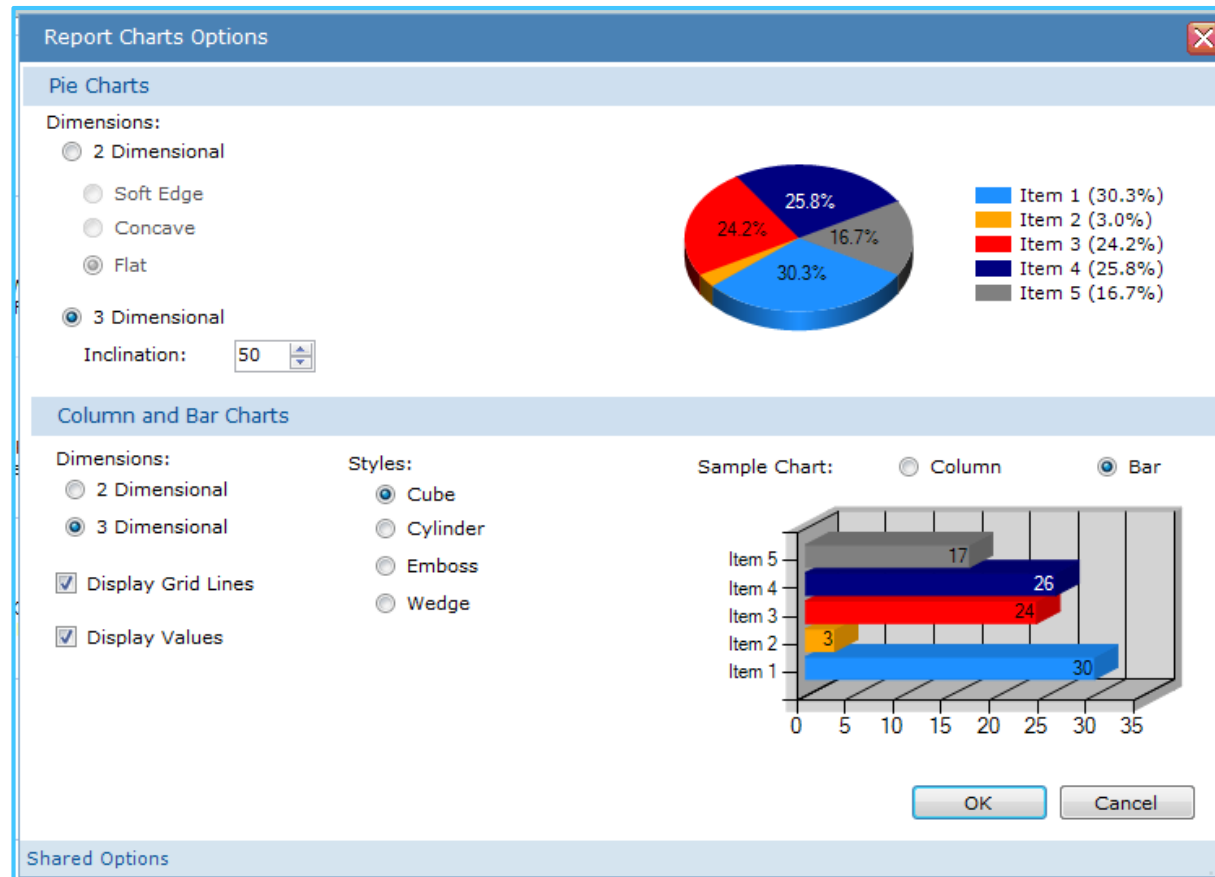 Report Charts Options
Pie Charts
Dimensions:
2 Dimensional
Soft Edge
Concave
Flat
3 Dimensional
Inclination: 50
25.8%
24.2%
16.7%
30.3%
Item 1 (30.3%)
Item 2 (3.0%)
Item 3 (24.2%)
Item 4 (25.8%)
Item 5 (16.7%)
Column and Bar Charts
Dimensions:
2 Dimensional
3 Dimensional
Display Grid Lines
Display Values
Styles:
Cube
Cylinder
Emboss
Wedge
Sample Chart: Column Bar
Item 5 17
Item 4 26
Item 3 24
Item 2 3
Item 1 30
0 5 10 15 20 25 30 35
OK Cancel
Shared Options